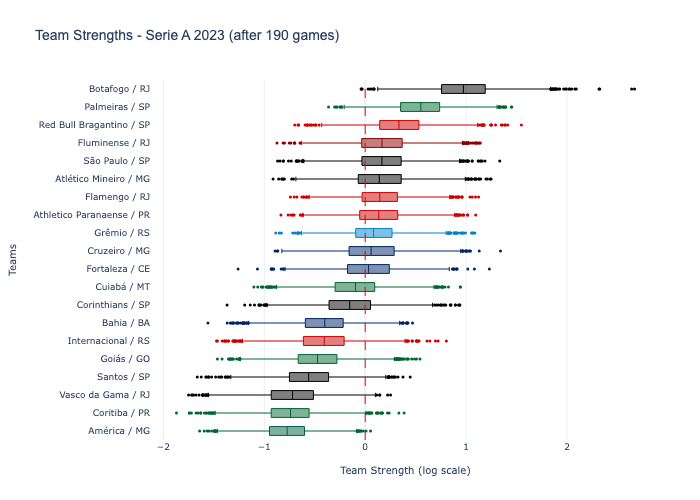 Team Strengths - Serie A 2023 (after 190 games)
Botafogo / RJ
Palmeiras / SP
Red Bull Bragantino / SP
Fluminense / RJ
São Paulo / SP
Atlético Mineiro / MG
Flamengo / RJ
Athletico Paranaense / PR
Grêmio / RS
Cruzeiro / MG
Fortaleza / CE
Cuiabá / MT
Corinthians / SP
Bahia / BA
Internacional / RS
Goiás / GO
Santos / SP
Vasco da Gama / RJ
Coritiba / PR
América / MG
Teams
−2 −1 0 1 2
Team Strength (log scale)